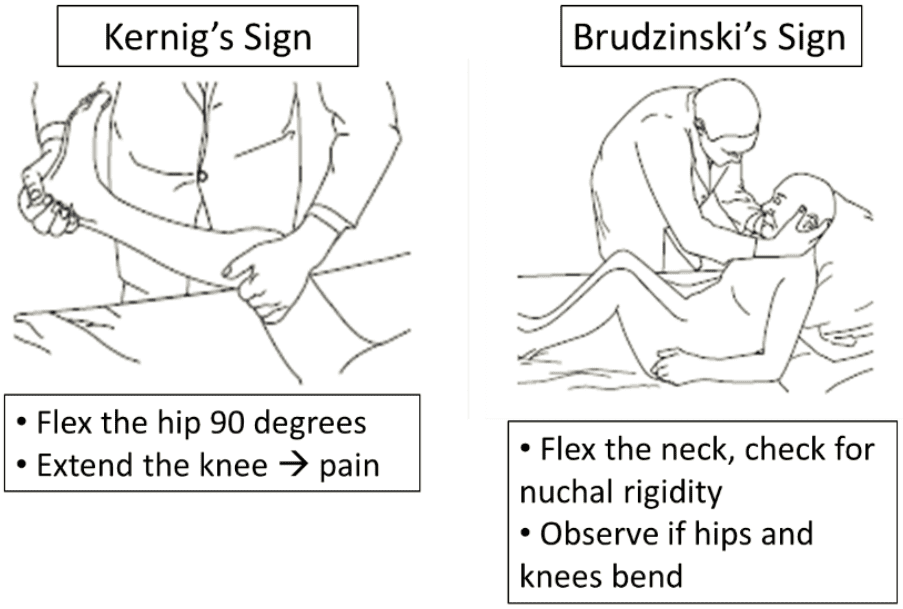 Kernig's Sign
• Flex the hip 90 degrees
• Extend the knee → pain
Brudzinski's Sign
• Flex the neck, check for
nuchal rigidity
• Observe if hips and
knees bend